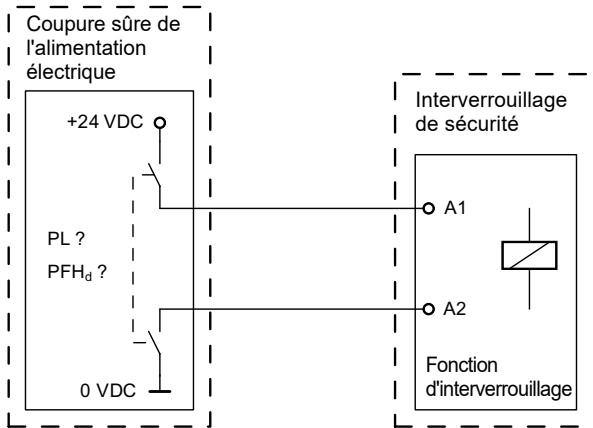 Coupure sûre de
l'alimentation
électrique
+24 VDC
PL ?
PFHd ?
0 VDC
Interverrouillage
de sécurité
A1
A2
Fonction
d'interverrouillage